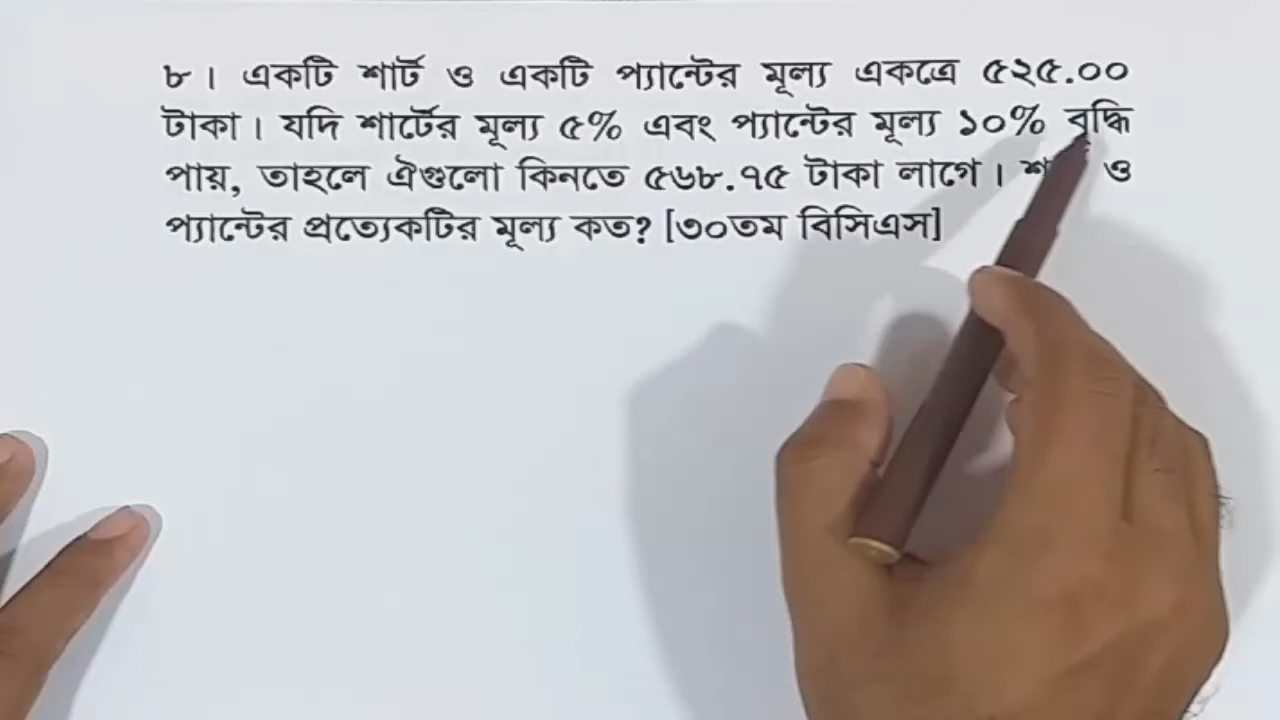 ৮। একটি শার্ট ও একটি প্যান্টের মূল্য একত্রে ৫২৫.০০
টাকা। যদি শার্টের মূল্য ৫% এবং প্যান্টের মূল্য ১০% বৃদ্ধি
পায়, তাহলে ঐগুলো কিনতে ৫৬৮.৭৫ টাকা লাগে। ও
প্যান্টের প্রত্যেকটির মূল্য কত? [৩০তম বিসিএস]